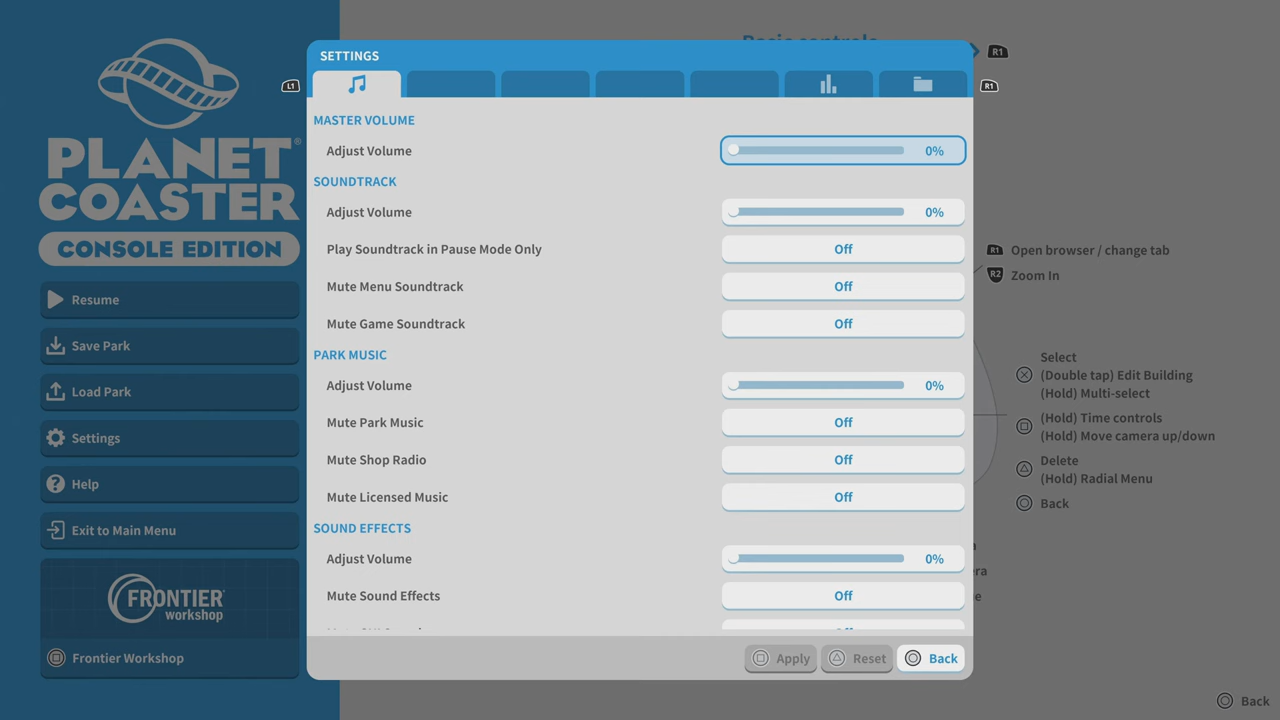 PLANET
COASTER®
CONSOLE EDITION
Resume
Save Park
Load Park
Settings
Help
Exit to Main Menu
FRONTIER
workshop
Frontier Workshop
SETTINGS
L1
R1
MASTER VOLUME
Adjust Volume 0%
SOUNDTRACK
Adjust Volume 0%
Play Soundtrack in Pause Mode Only Off
Mute Menu Soundtrack Off
Mute Game Soundtrack Off
PARK MUSIC
Adjust Volume 0%
Mute Park Music Off
Mute Shop Radio Off
Mute Licensed Music Off
SOUND EFFECTS
Adjust Volume 0%
Mute Sound Effects Off
Apply Reset Back
Basic controls
R1
R1 Open browser / change tab
R2 Zoom In
Select
(Double tap) Edit Building
(Hold) Multi-select
(Hold) Time controls
(Hold) Move camera up/down
Delete
(Hold) Radial Menu
Back
Back